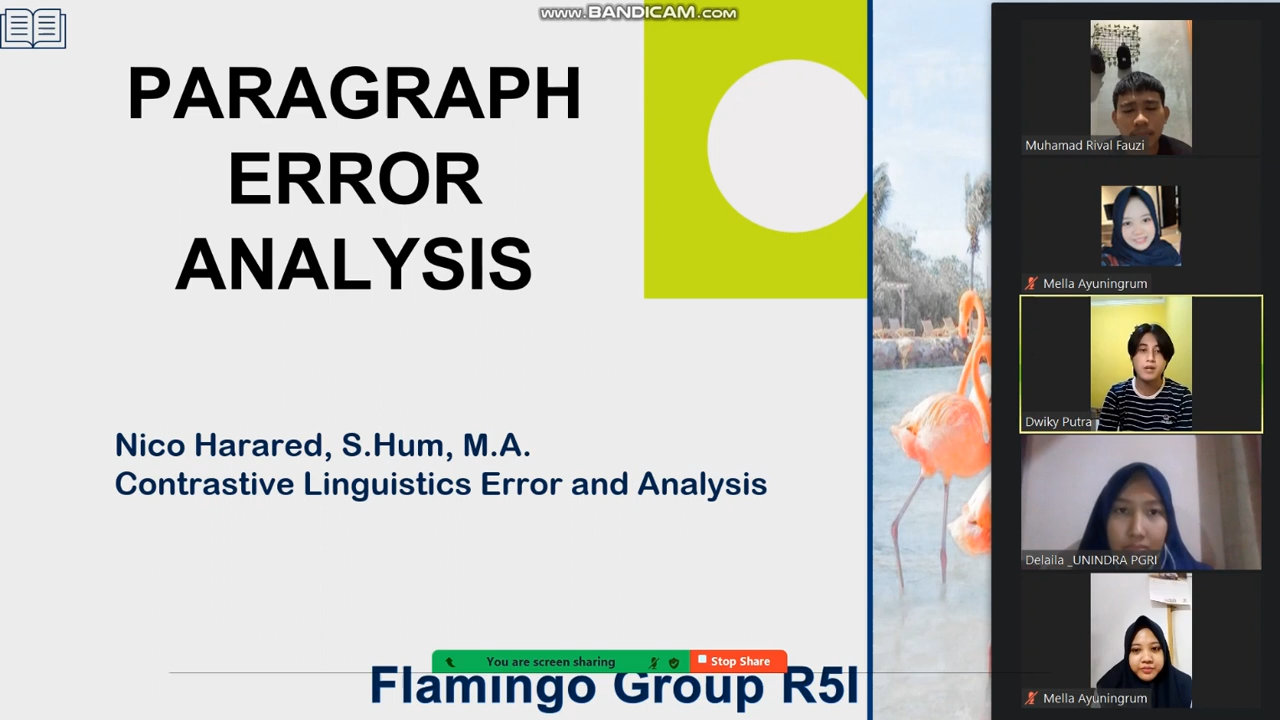 www.BANDICAM.com
PARAGRAPH
ERROR
ANALYSIS
Nico Harared, S.Hum, M.A.
Contrastive Linguistics Error and Analysis
You are screen sharing
Stop Share
Flamingo Group R5I
Muhamad Rival Fauzi
Mella Ayuningrum
Dwiky Putra
Delaila _UNINDRA PGRI
Mella Ayuningrum